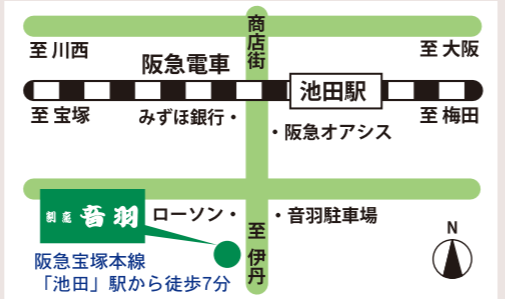 商店街
至 川西
至 大阪
阪急電車
池田駅
至 宝塚
みずほ銀行・
・阪急オアシス
至 梅田
割烹 音羽
ローソン・
・音羽駐車場
至 伊丹
N
阪急宝塚本線
「池田」駅から徒歩7分